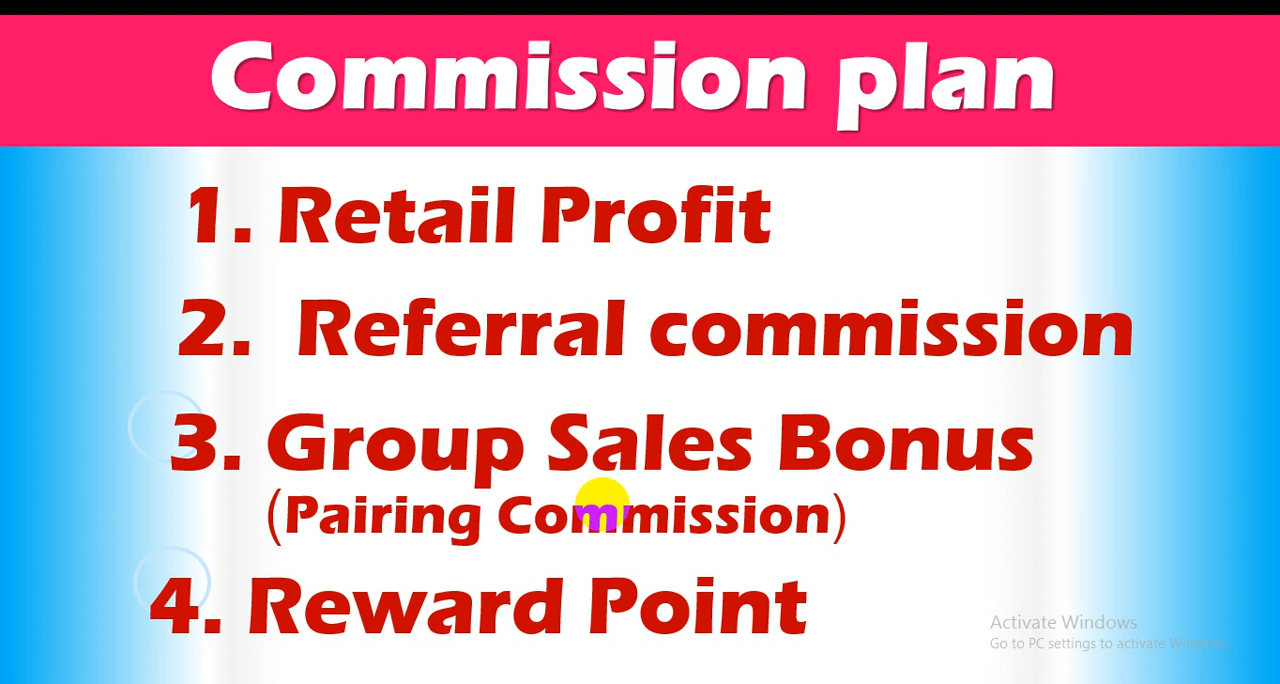 Commission plan
1. Retail Profit
2. Referral commission
3. Group Sales Bonus
(Pairing Commission)
4. Reward Point
Activate Windows
Go to PC settings to activate Windows.